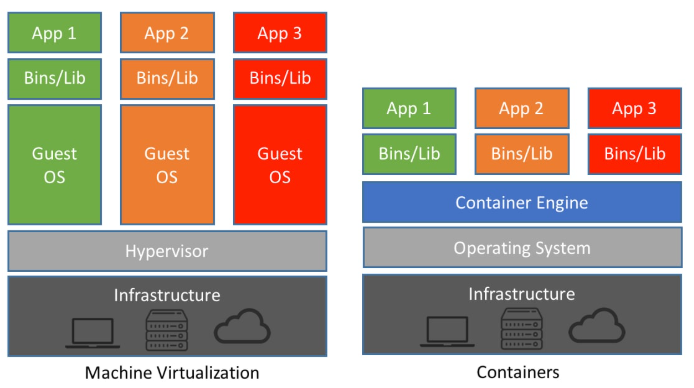 App 1
App 2
App 3
Bins/Lib
Bins/Lib
Bins/Lib
Guest
OS
Guest
OS
Guest
OS
Hypervisor
Infrastructure
Machine Virtualization
App 1
App 2
App 3
Bins/Lib
Bins/Lib
Bins/Lib
Container Engine
Operating System
Infrastructure
Containers